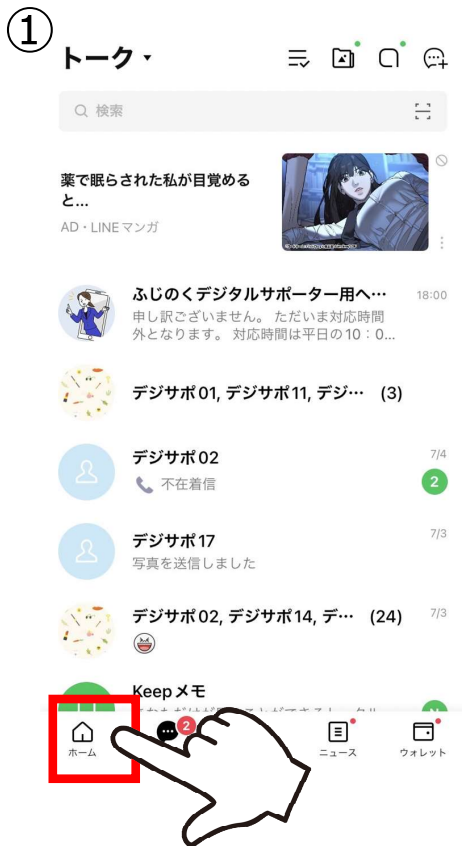 ①
トーク
検索
薬で眠らされた私が目覚める
と...
AD・LINEマンガ
ふじのくデジタルサポーター用ヘ…
18:00
申し訳ございません。 ただいま対応時間
外となります。 対応時間は平日の10：0...
デジサポ01, デジサポ11, デジ… (3)
デジサポ02
7/4
不在着信
2
デジサポ17
7/3
写真を送信しました
デジサポ02, デジサポ14, デ… (24)
7/3
Keepメモ
2
ホーム
ニュース
ウォレット